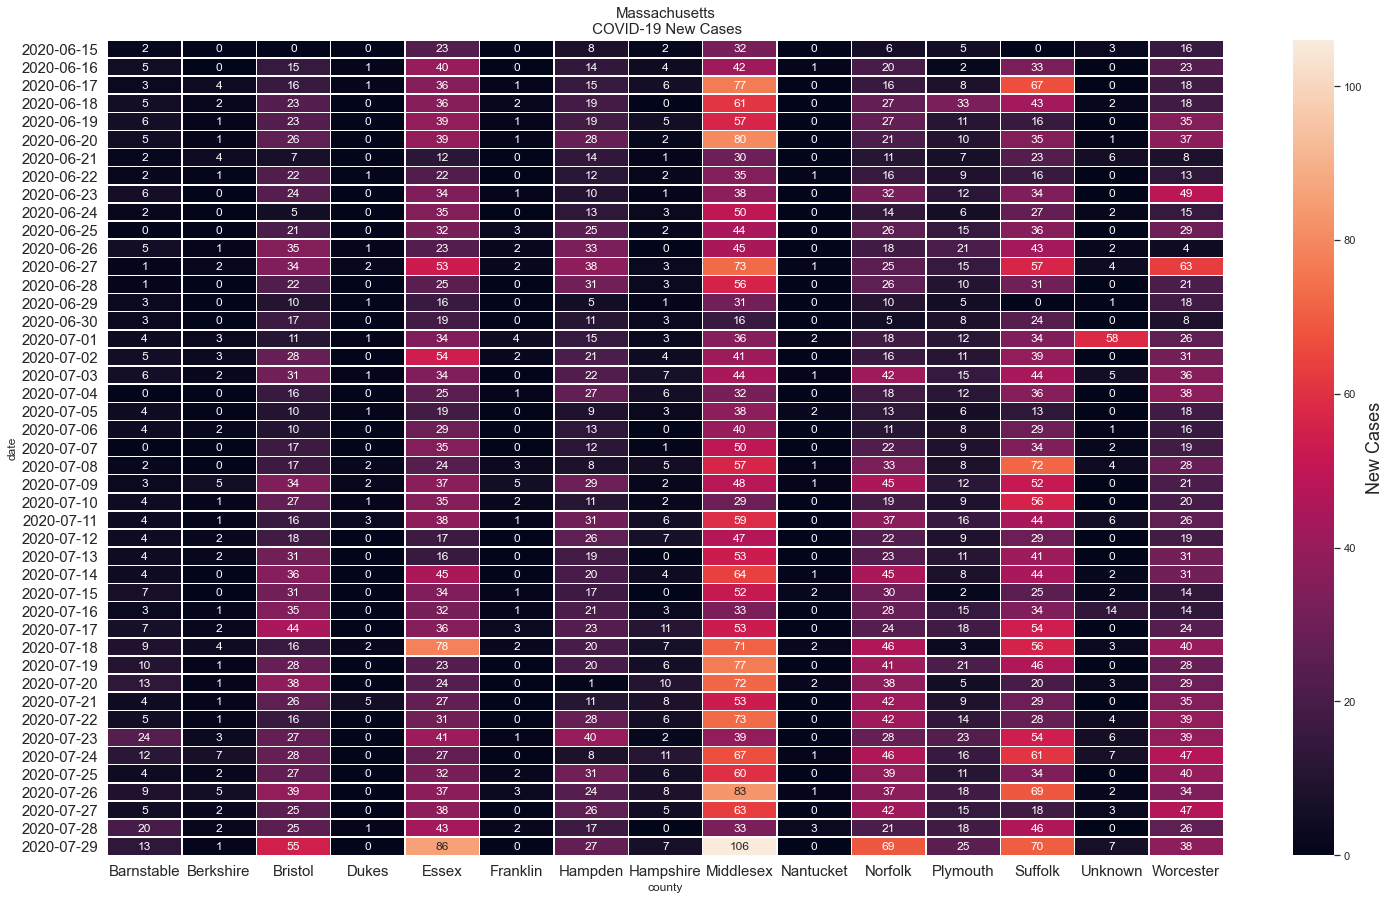 Massachusetts
COVID-19 New Cases
2020-06-15 2 0 0 0 23 0 8 2 32 0 6 5 0 3 16
2020-06-16 5 0 15 1 40 0 14 4 42 1 20 2 33 0 23
2020-06-17 3 4 16 1 36 1 15 6 77 0 16 8 67 0 18
2020-06-18 5 2 23 0 36 2 19 0 61 0 27 33 43 2 18
2020-06-19 6 1 23 0 39 1 19 5 57 0 27 11 16 0 35
2020-06-20 5 1 26 0 39 1 28 2 80 0 21 10 35 1 37
2020-06-21 2 4 7 0 12 0 14 1 30 0 11 7 23 6 8
2020-06-22 2 1 22 1 22 0 12 2 35 1 16 9 16 0 13
2020-06-23 6 0 24 0 34 1 10 1 38 0 32 12 34 0 49
2020-06-24 2 0 5 0 35 0 13 3 50 0 14 6 27 2 15
2020-06-25 0 0 21 0 32 3 25 2 44 0 26 15 36 0 29
2020-06-26 5 1 35 1 23 2 33 0 45 0 18 21 43 2 4
2020-06-27 1 2 34 2 53 2 38 3 73 1 25 15 57 4 63
2020-06-28 1 0 22 0 25 0 31 3 56 0 26 10 31 0 21
2020-06-29 3 0 10 1 16 0 5 1 31 0 10 5 0 1 18
2020-06-30 3 0 17 0 19 0 11 3 16 0 5 8 24 0 8
2020-07-01 4 3 11 1 34 4 15 3 36 2 18 12 34 58 26
2020-07-02 5 3 28 0 54 2 21 4 41 0 16 11 39 0 31
2020-07-03 6 2 31 1 34 0 22 7 44 1 42 15 44 5 36
2020-07-04 0 0 16 0 25 1 27 6 32 0 18 12 36 0 38
2020-07-05 4 0 10 1 19 0 9 3 38 2 13 6 13 0 18
2020-07-06 4 2 10 0 29 0 13 0 40 0 11 8 29 1 16
2020-07-07 0 0 17 0 35 0 12 1 50 0 22 9 34 2 19
2020-07-08 2 0 17 2 24 3 8 5 57 1 33 8 72 4 28
2020-07-09 3 5 34 2 37 5 29 2 48 1 45 12 52 0 21
2020-07-10 4 1 27 1 35 2 11 2 29 0 19 9 56 0 20
2020-07-11 4 1 16 3 38 1 31 6 59 0 37 16 44 6 26
2020-07-12 4 2 18 0 17 0 26 7 47 0 22 9 29 0 19
2020-07-13 4 2 31 0 16 0 19 0 53 0 23 11 41 0 31
2020-07-14 4 0 36 0 45 0 20 4 64 1 45 8 44 2 31
2020-07-15 7 0 31 0 34 1 17 0 52 2 30 2 25 2 14
2020-07-16 3 1 35 0 32 1 21 3 33 0 28 15 34 14 14
2020-07-17 7 2 44 0 36 3 23 11 53 0 24 18 54 0 24
2020-07-18 9 4 16 2 78 2 20 7 71 2 46 3 56 3 40
2020-07-19 10 1 28 0 23 0 20 6 77 0 41 21 46 0 28
2020-07-20 13 1 38 0 24 0 1 10 72 2 38 5 20 3 29
2020-07-21 4 1 26 5 27 0 11 8 53 0 42 9 29 0 35
2020-07-22 5 1 16 0 31 0 28 6 73 0 42 14 28 4 39
2020-07-23 24 3 27 0 41 1 40 2 39 0 28 23 54 6 39
2020-07-24 12 7 28 0 27 0 8 11 67 1 46 16 61 7 47
2020-07-25 4 2 27 0 32 2 31 6 60 0 39 11 34 0 40
2020-07-26 9 5 39 0 37 3 24 8 83 1 37 18 69 2 34
2020-07-27 5 2 25 0 38 0 26 5 63 0 42 15 18 3 47
2020-07-28 20 2 25 1 43 2 17 0 33 3 21 18 46 0 26
2020-07-29 13 1 55 0 86 0 27 7 106 0 69 25 70 7 38
Barnstable Berkshire Bristol Dukes Essex Franklin Hampden Hampshire Middlesex Nantucket Norfolk Plymouth Suffolk Unknown Worcester
county
date
100
80
60
40
20
0
New Cases